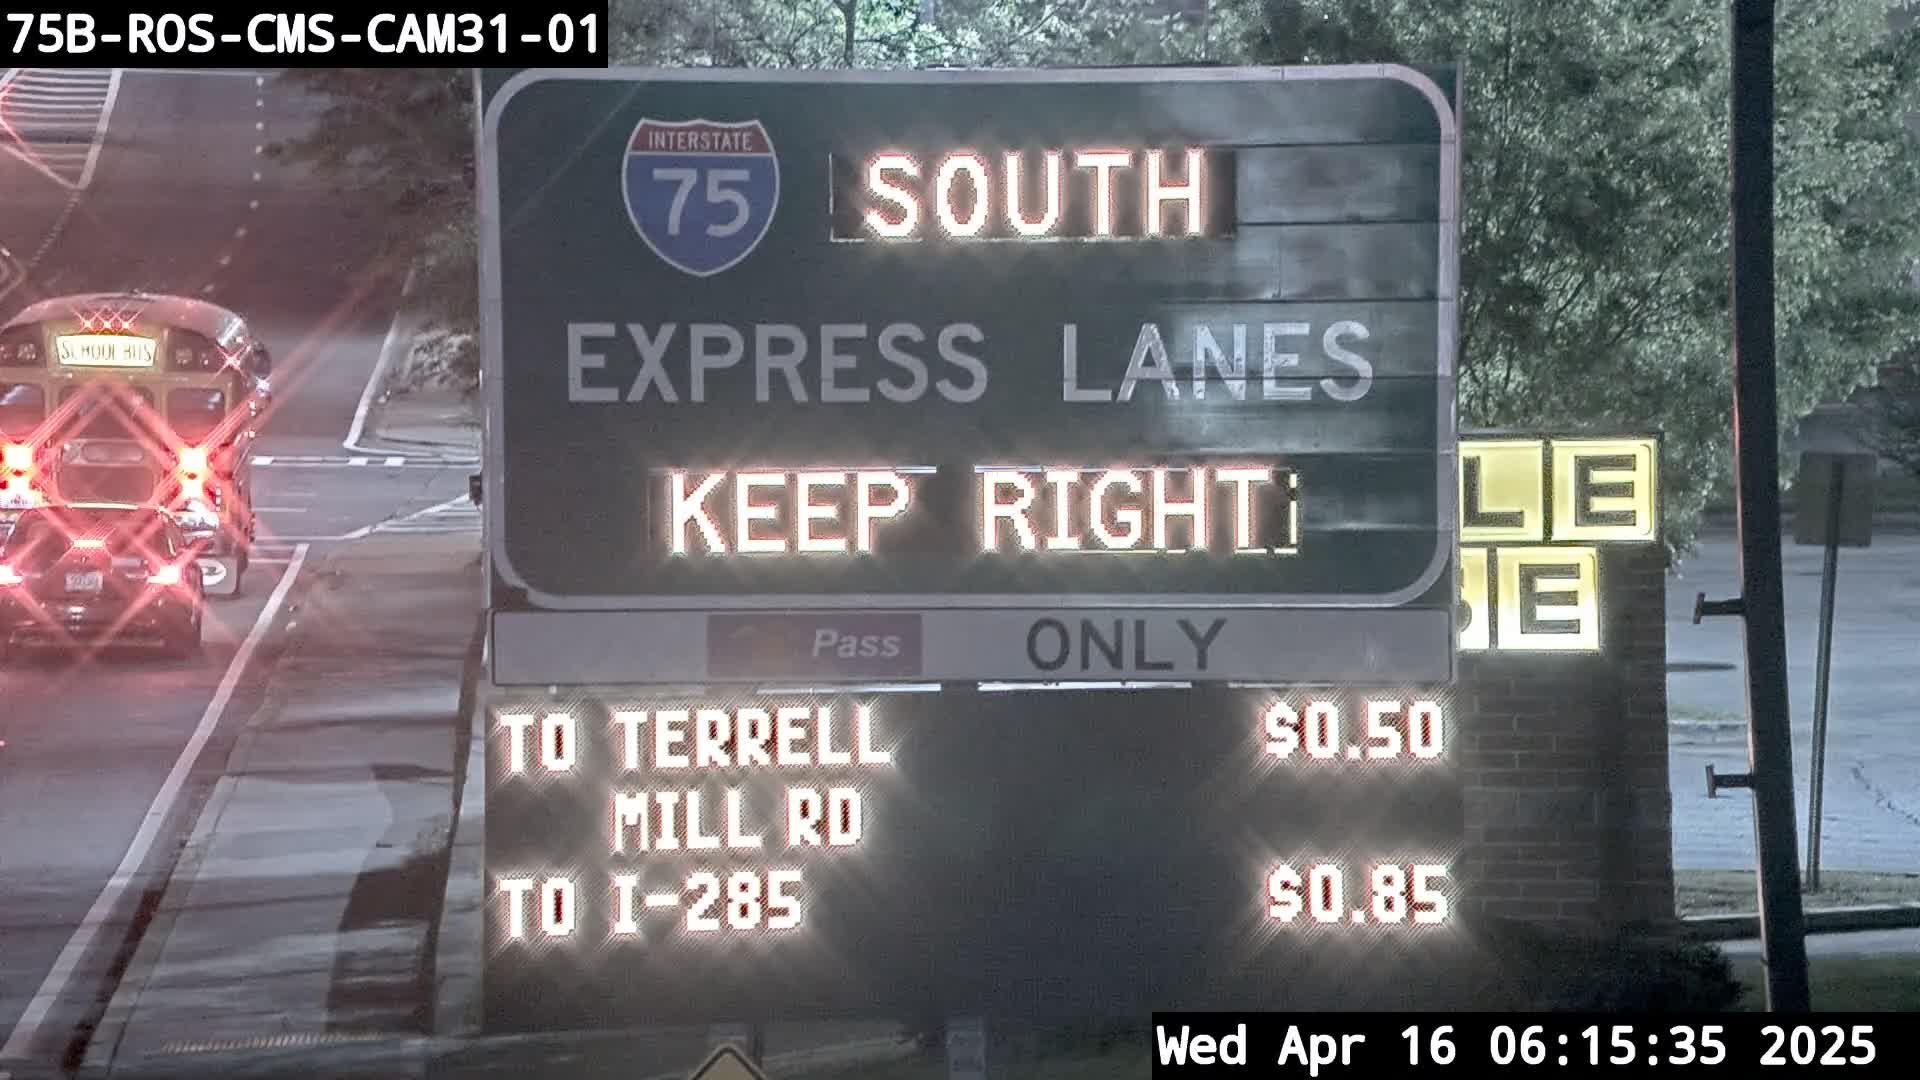 75B-ROS-CMS-CAM31-01
INTERSTATE
75
SOUTH
EXPRESS LANES
KEEP RIGHT
SCHOOL BUS
LE
E
Pass ONLY
TO TERRELL $0.50
MILL RD
TO I-285 $0.85
Wed Apr 16 06:15:35 2025